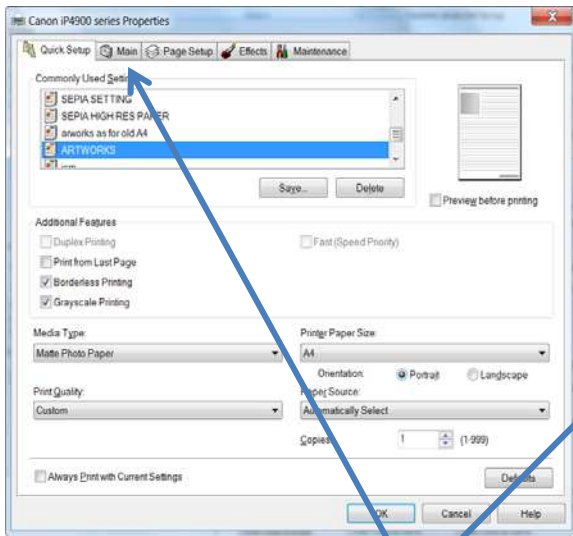 Canon iP4900 series Properties
Quick Setup Main Page Setup Effects Maintenance
Commonly Used
SEPIA SETTING
SEPIA HIGH RES PAPER
arworks as for old A4
ARTWORKS
Save... Delete
Preview before printing
Additional Features
Duplex Printing Fast (Speed Priority)
Print from Last Page
Borderless Printing
Grayscale Printing
Media Type: Printer Paper Size:
Matte Photo Paper A4
Orientation: Portrait Landscape
Print Quality: Paper Source:
Custom Automatically Select
Copies: 1 (1-999)
Always Print with Current Settings Defaults
OK Cancel Help